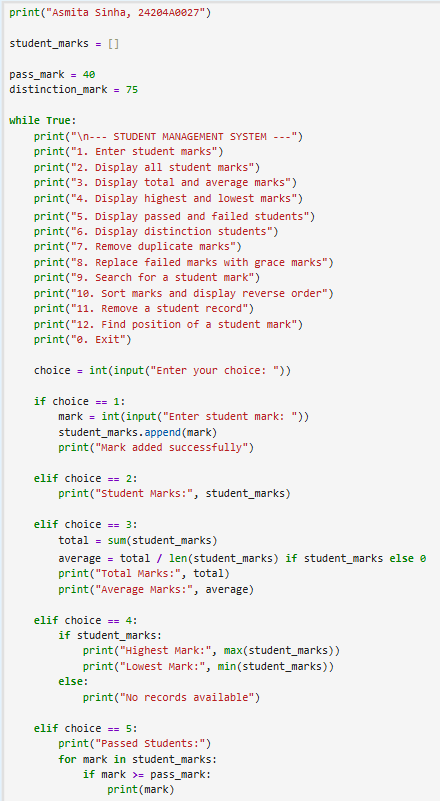 print("Asmita Sinha, 24204A0027")
student_marks = []
pass_mark = 40
distinction_mark = 75
while True:
    print("\n--- STUDENT MANAGEMENT SYSTEM ---")
    print("1. Enter student marks")
    print("2. Display all student marks")
    print("3. Display total and average marks")
    print("4. Display highest and lowest marks")
    print("5. Display passed and failed students")
    print("6. Display distinction students")
    print("7. Remove duplicate marks")
    print("8. Replace failed marks with grace marks")
    print("9. Search for a student mark")
    print("10. Sort marks and display reverse order")
    print("11. Remove a student record")
    print("12. Find position of a student mark")
    print("0. Exit")
    choice = int(input("Enter your choice: "))
    if choice == 1:
        mark = int(input("Enter student mark: "))
        student_marks.append(mark)
        print("Mark added successfully")
    elif choice == 2:
        print("Student Marks:", student_marks)
    elif choice == 3:
        total = sum(student_marks)
        average = total / len(student_marks) if student_marks else 0
        print("Total Marks:", total)
        print("Average Marks:", average)
    elif choice == 4:
        if student_marks:
            print("Highest Mark:", max(student_marks))
            print("Lowest Mark:", min(student_marks))
        else:
            print("No records available")
    elif choice == 5:
        print("Passed Students:")
        for mark in student_marks:
            if mark >= pass_mark:
                print(mark)